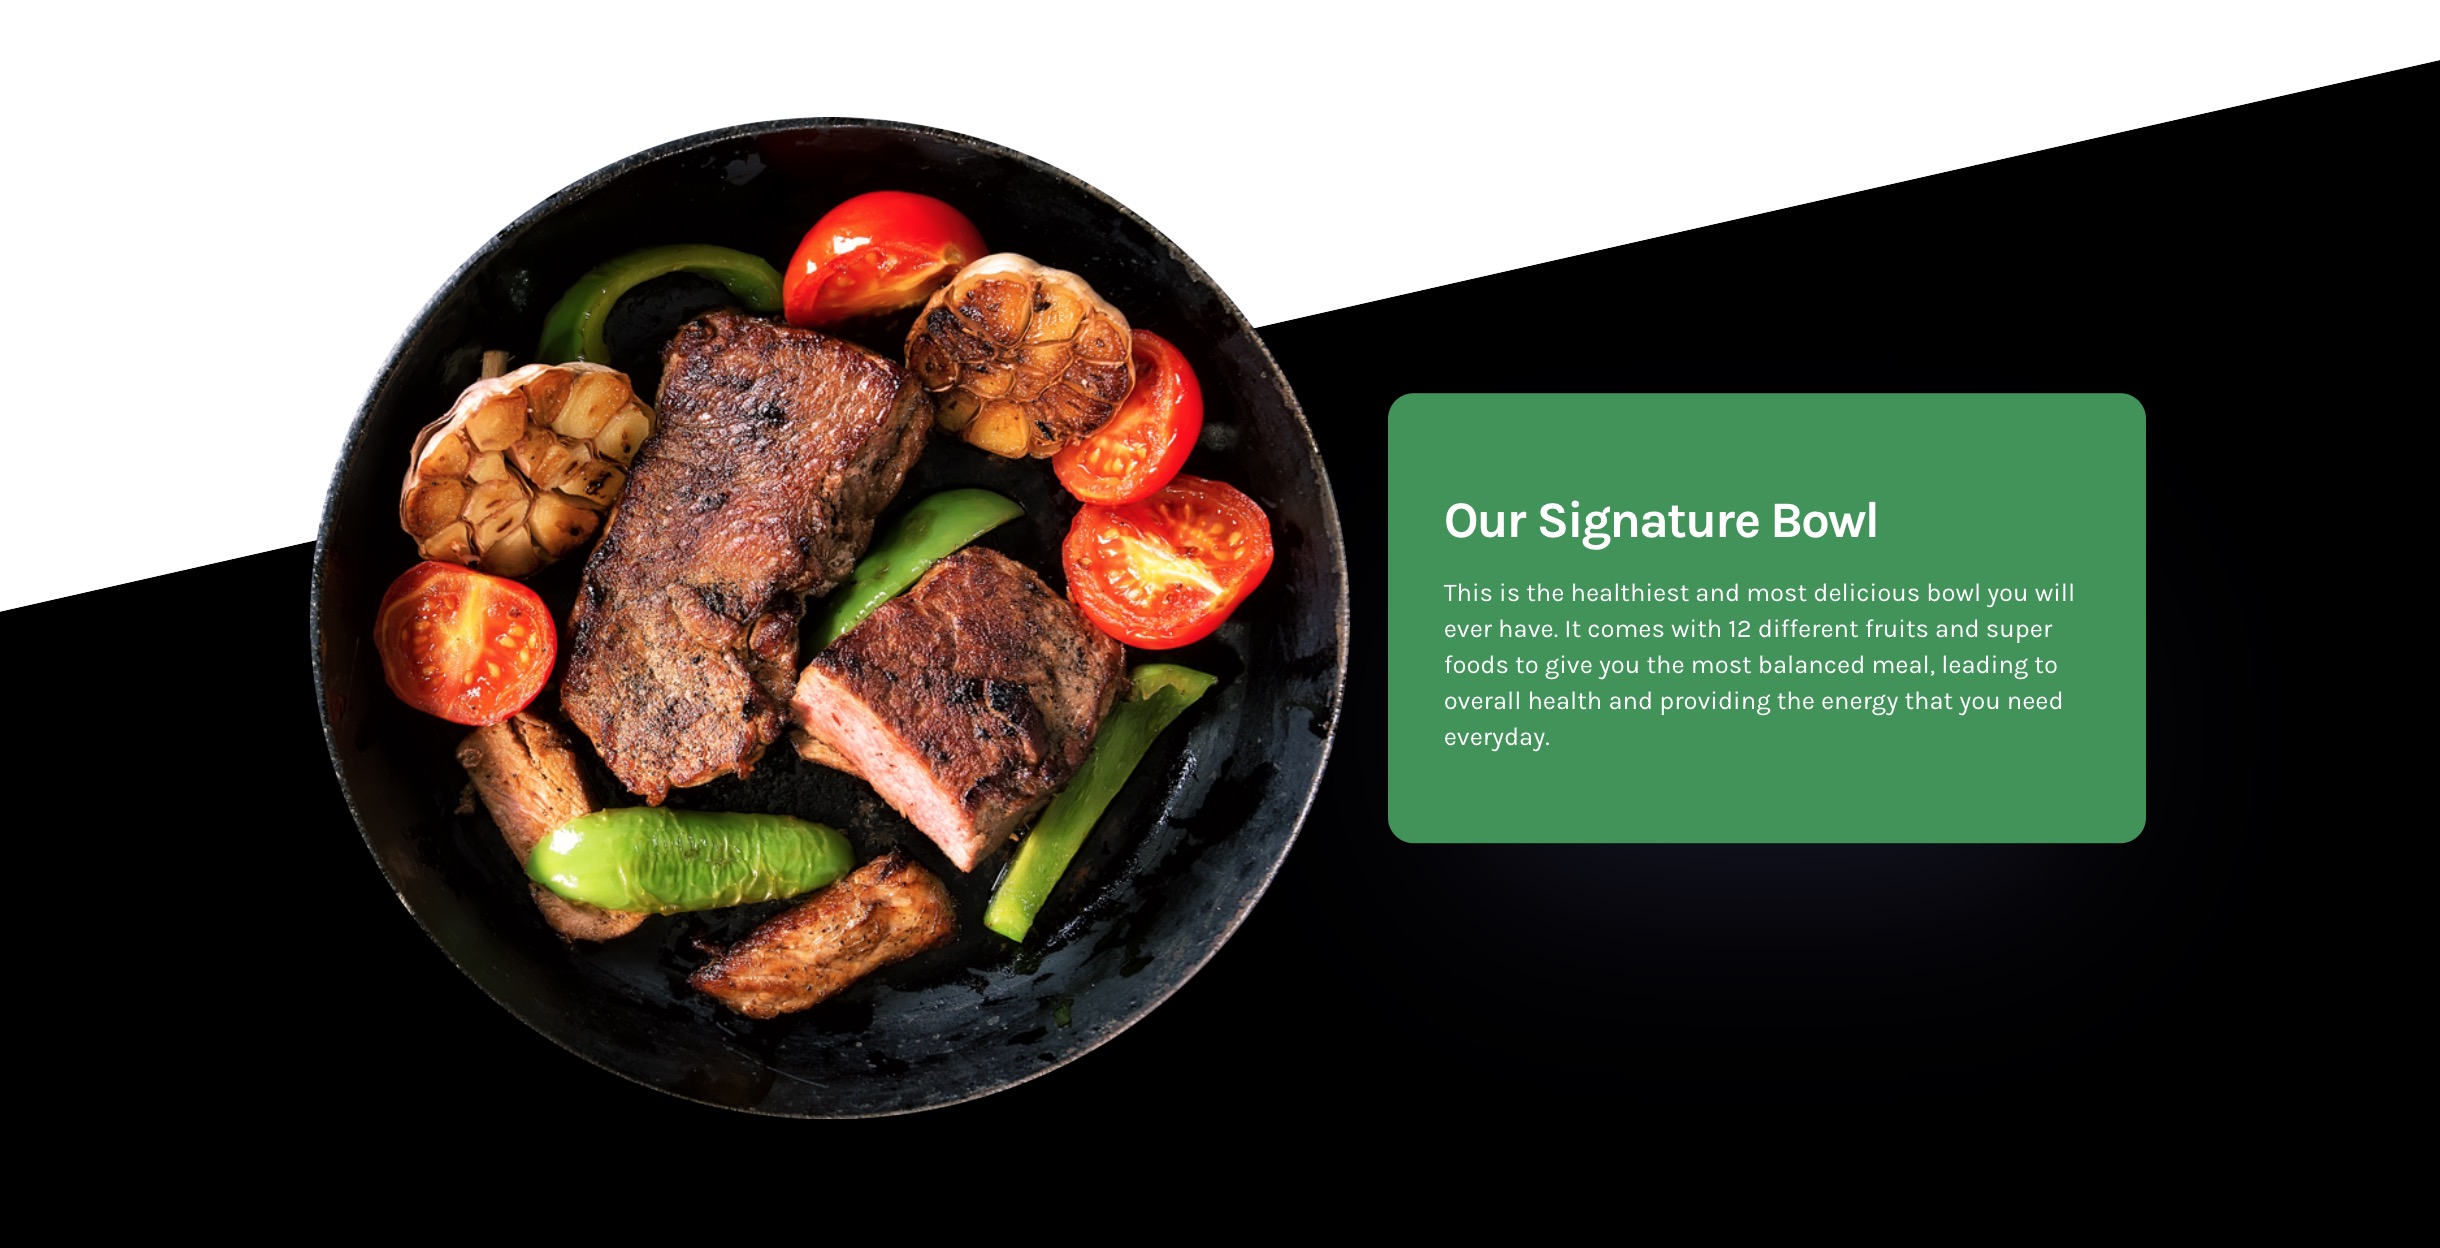 Our Signature Bowl
This is the healthiest and most delicious bowl you will
ever have. It comes with 12 different fruits and super
foods to give you the most balanced meal, leading to
overall health and providing the energy that you need
everyday.